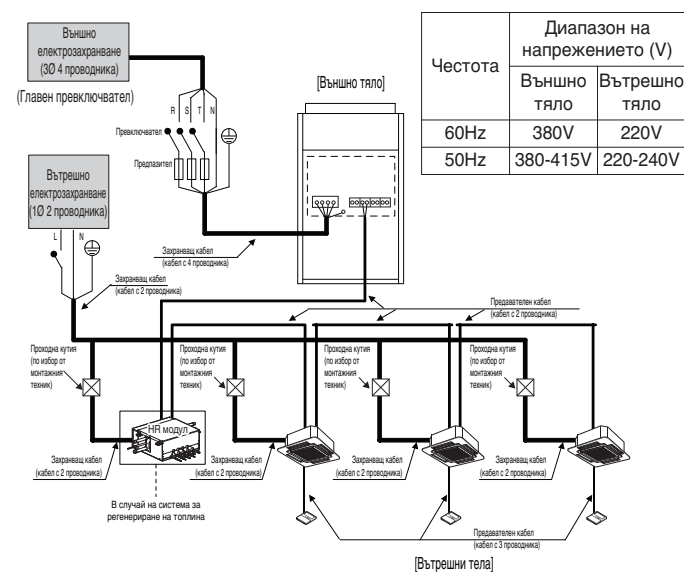 Външно
електрозахранване
(3Ø 4 проводника)
(Главен превключвател)
R S T N
Превключвател
Предпазител
[Външно тяло]
Честота
Диапазон на
напрежението (V)
Външно
тяло
Вътрешно
тяло
60Hz 380V 220V
50Hz 380-415V 220-240V
Вътрешно
електрозахранване
(1Ø 2 проводника)
L N
Захранващ кабел
(кабел с 4 проводника)
Захранващ кабел
(кабел с 2 проводника)
Предавателен кабел
(кабел с 2 проводника)
Проходна кутия
(по избор от
монтажния
техник)
Проходна кутия
(по избор от
монтажния
техник)
Проходна кутия
(по избор от
монтажния
техник)
Проходна кутия
(по избор от
монтажния
техник)
HR модул
Захранващ кабел
(кабел с 2 проводника)
Захранващ кабел
(кабел с 2 проводника)
Захранващ кабел
(кабел с 2 проводника)
Захранващ кабел
(кабел с 2 проводника)
В случай на система за
регенериране на топлина
Предавателен кабел
(кабел с 3 проводника)
[Вътрешни тела]